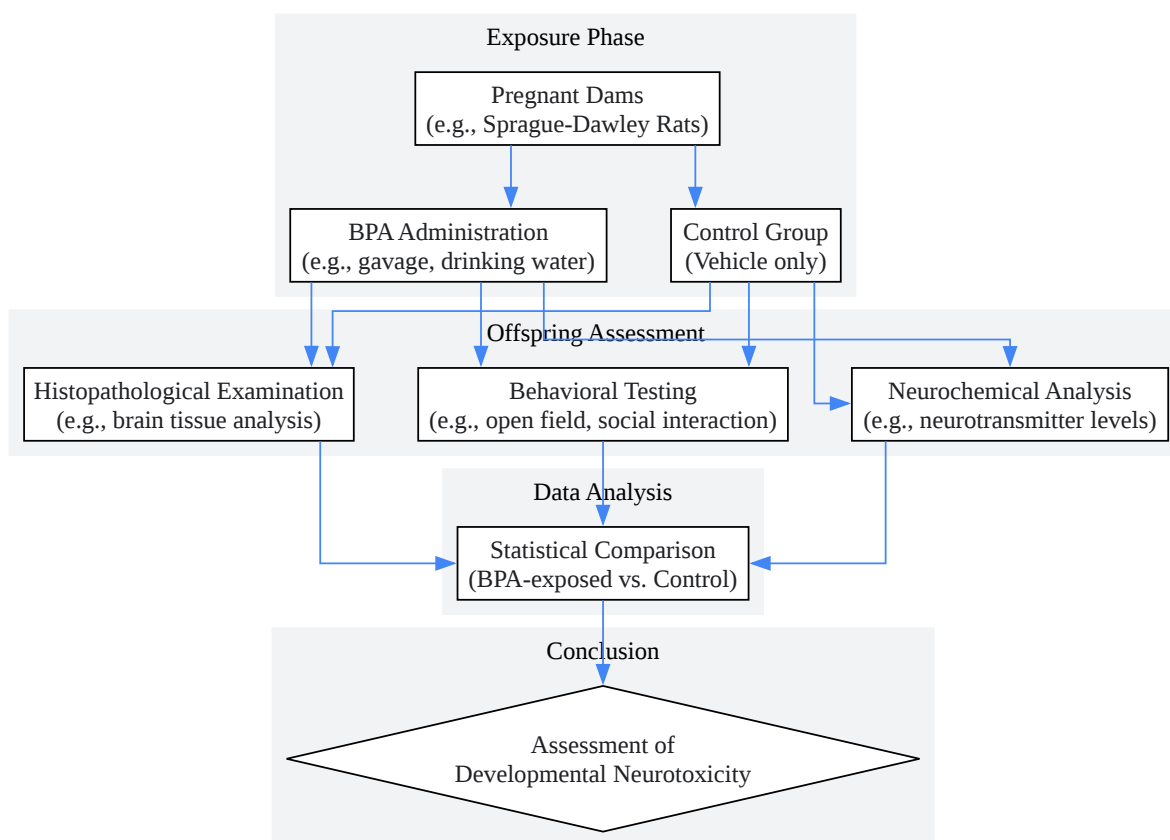 Exposure Phase
Pregnant Dams
(e.g., Sprague-Dawley Rats)
BPA Administration
(e.g., gavage, drinking water)
Control Group
(Vehicle only)
Offspring Assessment
Histopathological Examination
(e.g., brain tissue analysis)
Behavioral Testing
(e.g., open field, social interaction)
Neurochemical Analysis
(e.g., neurotransmitter levels)
Data Analysis
Statistical Comparison
(BPA-exposed vs. Control)
Conclusion
Assessment of
Developmental Neurotoxicity